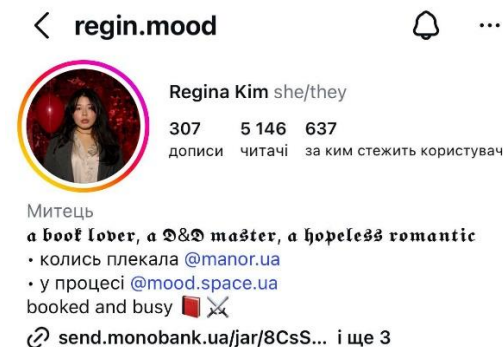 regin.mood
Regina Kim she/they
307 5 146 637
дописи читачі за ким стежить користувач
Митець
𝖆 𝖇𝖔𝖔𝖐 𝖑𝖔𝖛𝖊𝖗, 𝖆 𝕯&𝕯 𝖒𝖆𝖘𝖙𝖊𝖗, 𝖆 𝖍𝖔𝖕𝖊𝖑𝖊𝖘𝖘 𝖗𝖔𝖒𝖆𝖓𝖙𝖎𝖈
• колись плекала @manor.ua
• у процесі @mood.space.ua
booked and busy 📕⚔️
send.monobank.ua/jar/8CsS... і ще 3